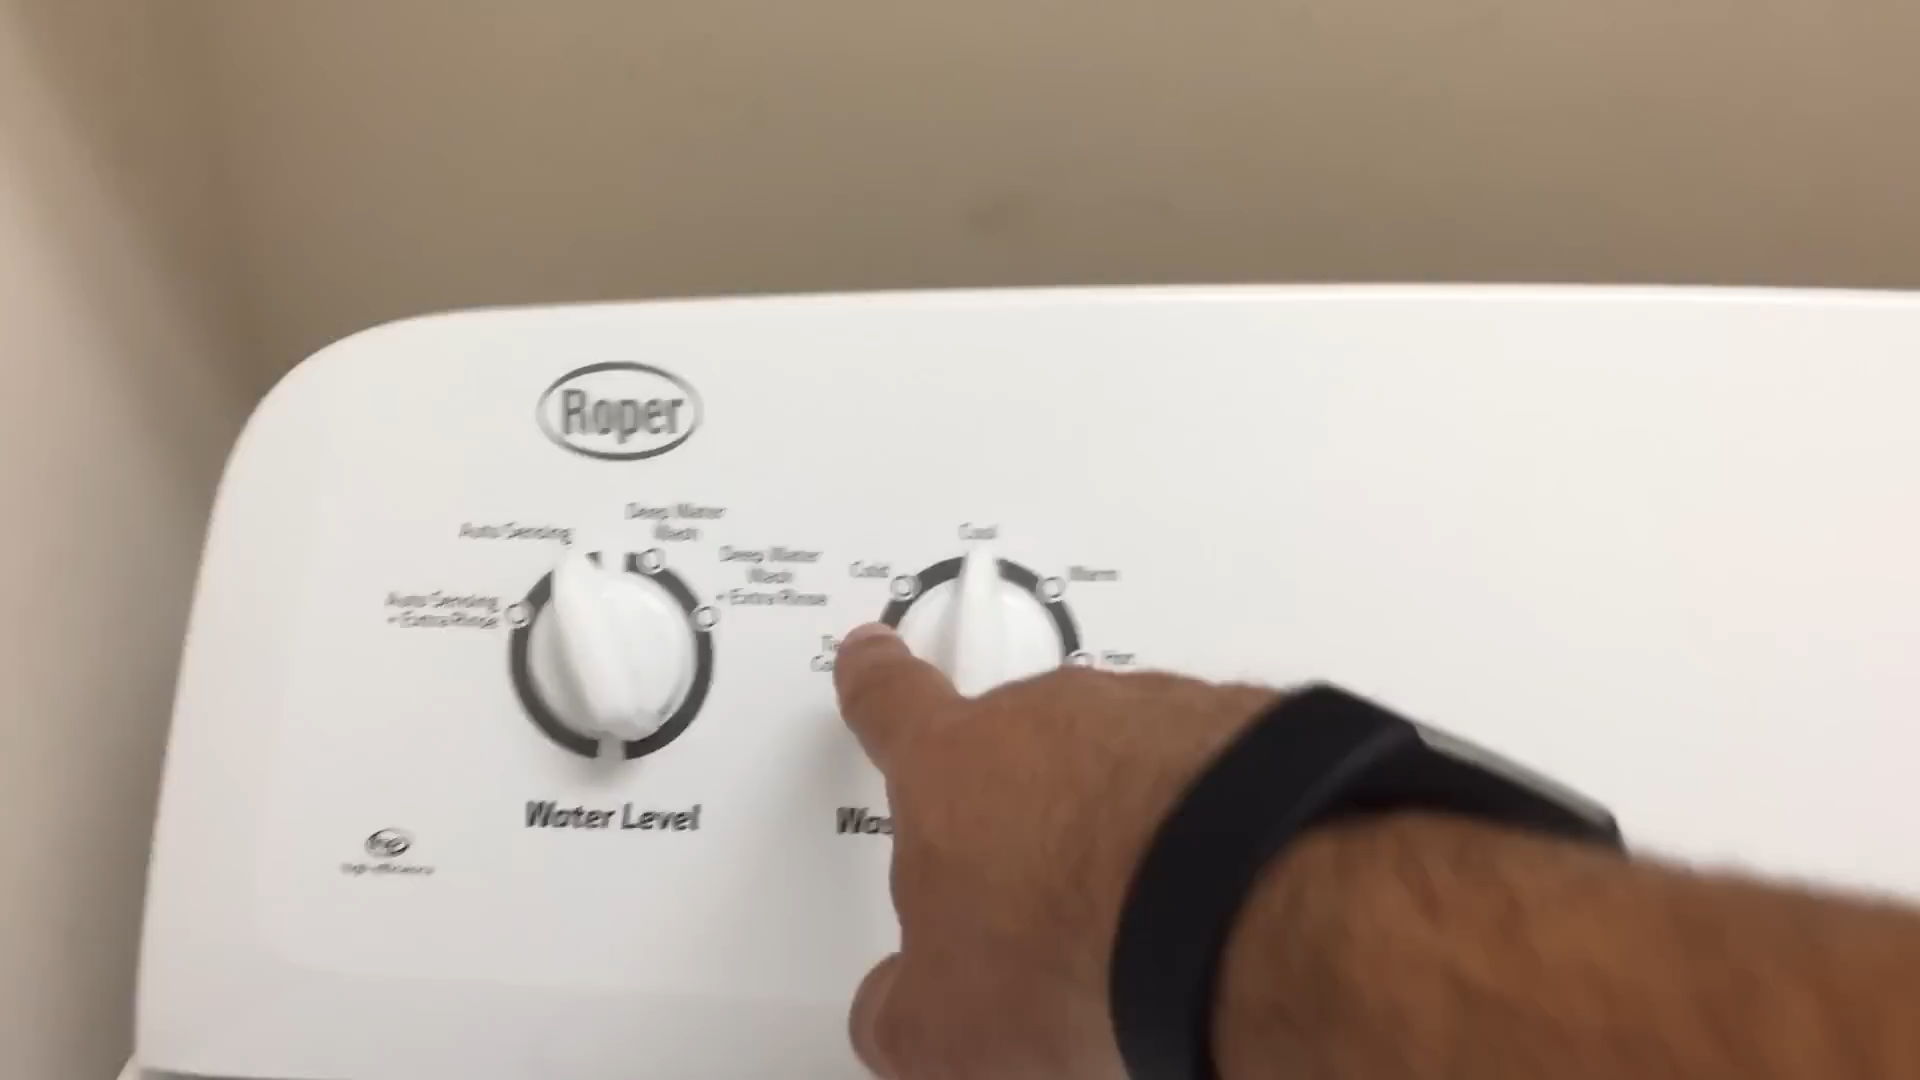 Roper
Auto Sensing
Deep Water
Wash
Auto Sensing
+ Extra Rinse
Deep Water
Wash
+ Extra Rinse
Cool
Cold
Warm
Hot
Water Level